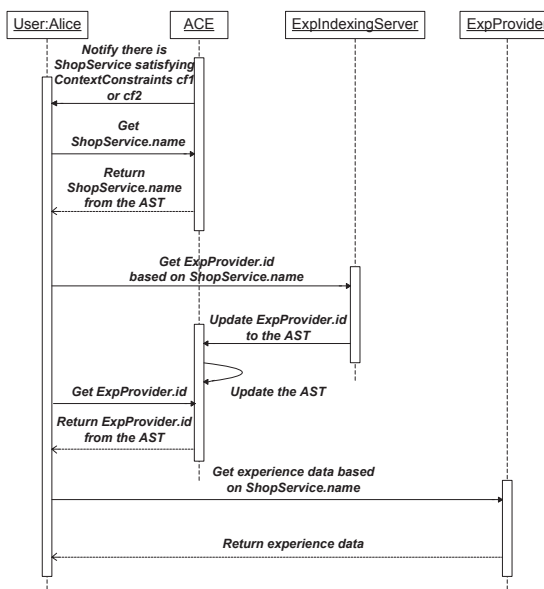 User:Alice
ACE
ExpIndexingServer
ExpProvider
Notify there is
ShopService satisfying
ContextConstraints cf1
or cf2
Get
ShopService.name
Return
ShopService.name
from the AST
Get ExpProvider.id
based on ShopService.name
Update ExpProvider.id
to the AST
Update the AST
Get ExpProvider.id
Return ExpProvider.id
from the AST
Get experience data based
on ShopService.name
Return experience data